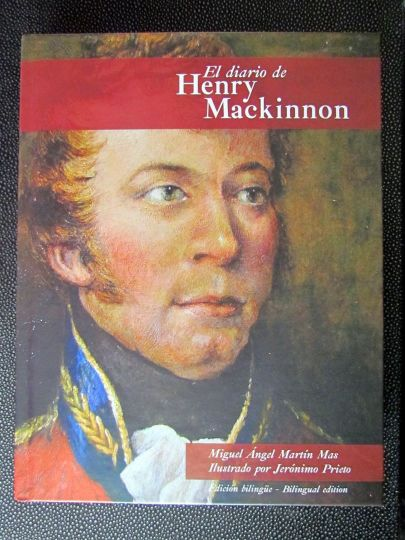 El diario de
Henry
Mackinnon
Miguel Ángel Martín Mas
Ilustrado por Jerónimo Prieto
Edición bilingüe - Bilingual edition